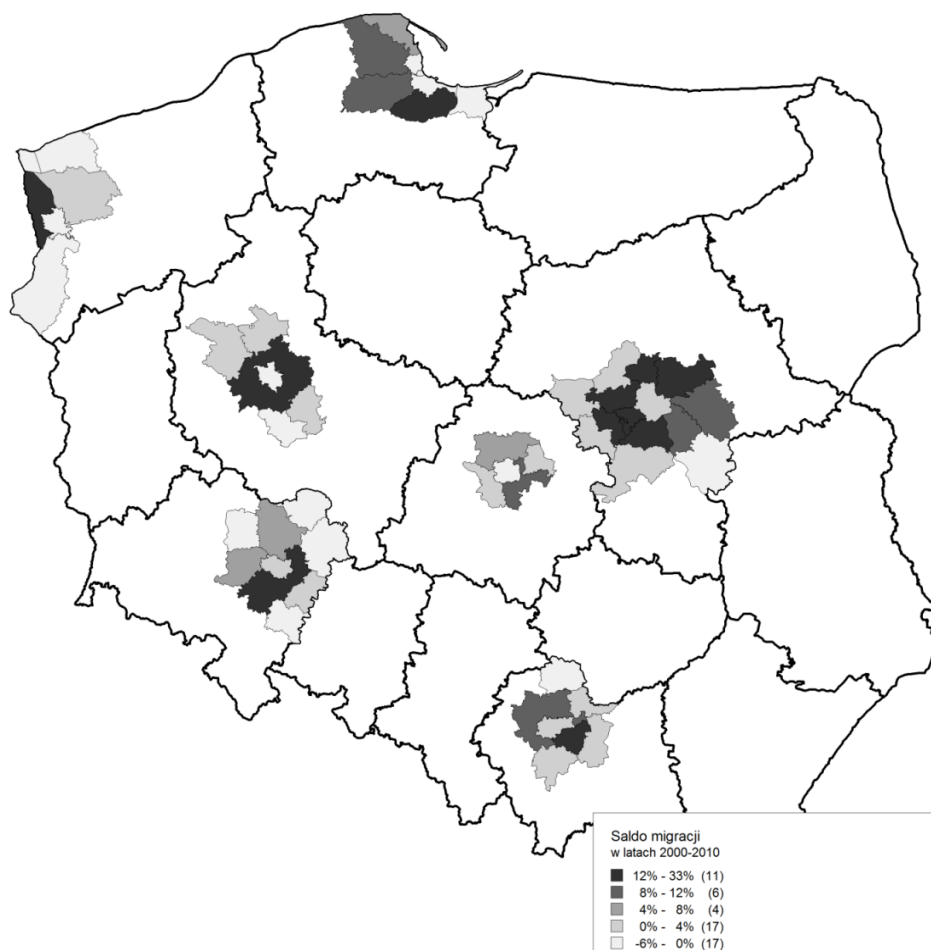 Saldo migracji
w latach 2000-2010
12% - 33% (11)
8% - 12% (6)
4% - 8% (4)
0% - 4% (17)
-6% - 0% (17)